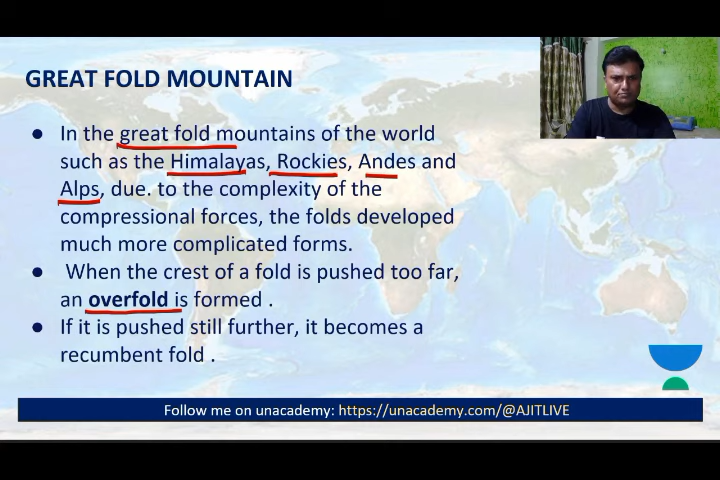 GREAT FOLD MOUNTAIN
● In the great fold mountains of the world
such as the Himalayas, Rockies, Andes and
Alps, due. to the complexity of the
compressional forces, the folds developed
much more complicated forms.
● When the crest of a fold is pushed too far,
an overfold is formed .
● If it is pushed still further, it becomes a
recumbent fold .
Follow me on unacademy: https://unacademy.com/@AJITLIVE